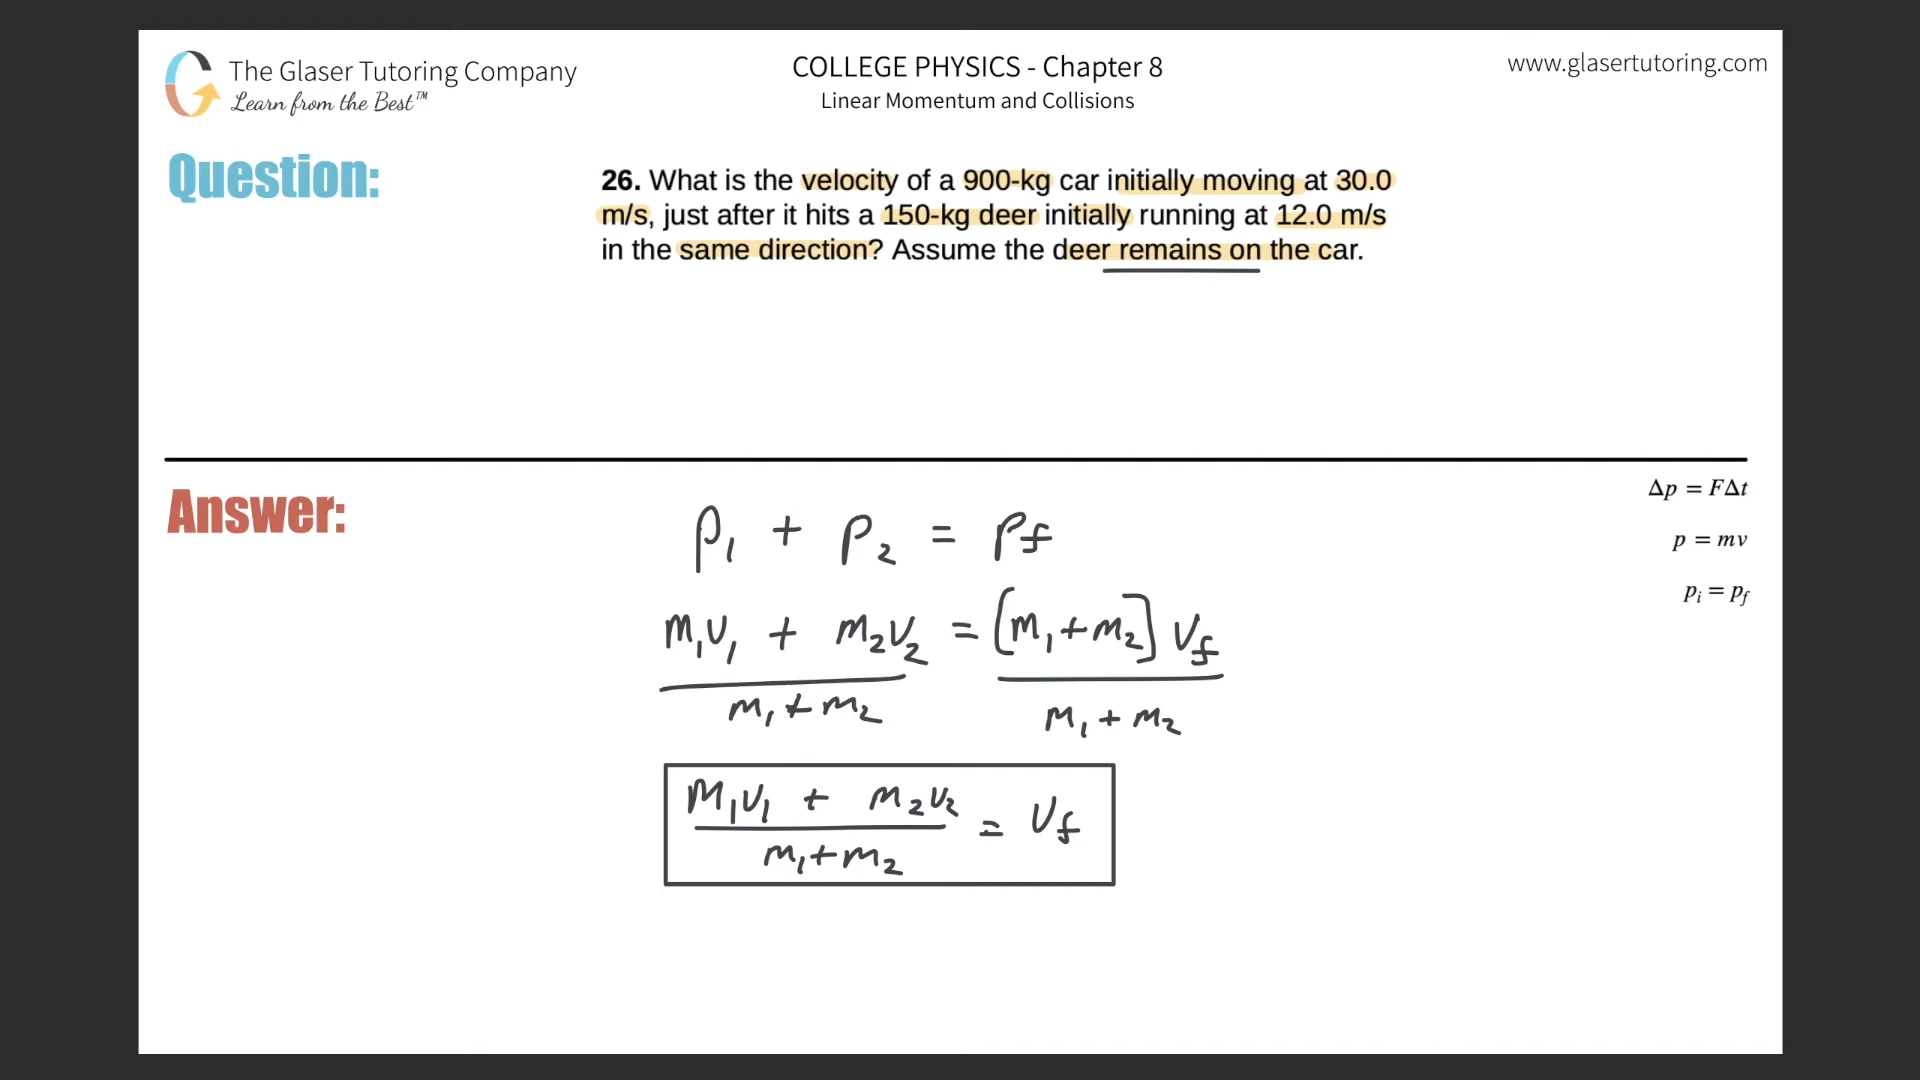 The Glaser Tutoring Company
Learn from the Best™
COLLEGE PHYSICS - Chapter 8
Linear Momentum and Collisions
www.glasertutoring.com
Question:
26. What is the velocity of a 900-kg car initially moving at 30.0
m/s, just after it hits a 150-kg deer initially running at 12.0 m/s
in the same direction? Assume the deer remains on the car.
Answer:
Δp = FΔt
p = mv
pᵢ = p_f
P₁ + P₂ = P_f
m₁v₁ + m₂v₂ = [m₁+m₂] v_f
m₁+m₂ m₁+m₂
m₁v₁ + m₂v₂ = v_f
m₁+m₂